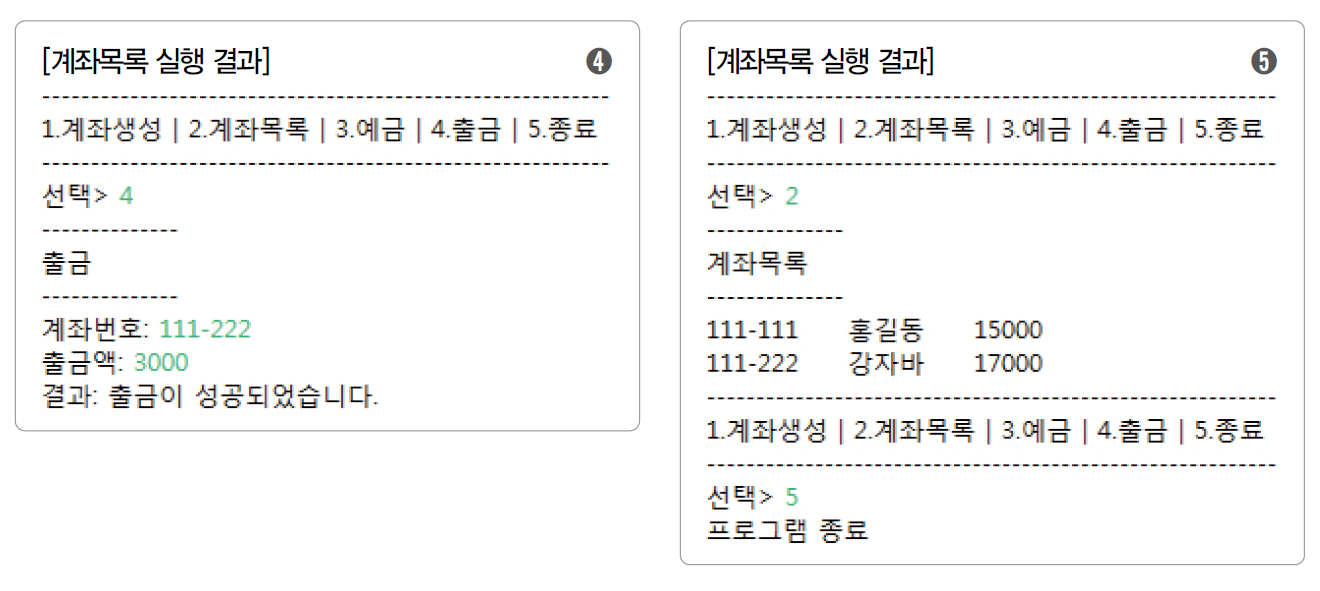 [계좌목록 실행 결과] ❹
----------------------------------------------------------
1.계좌생성 | 2.계좌목록 | 3.예금 | 4.출금 | 5.종료
----------------------------------------------------------
선택> 4
--------------
출금
--------------
계좌번호: 111-222
출금액: 3000
결과: 출금이 성공되었습니다.
[계좌목록 실행 결과] ❺
----------------------------------------------------------
1.계좌생성 | 2.계좌목록 | 3.예금 | 4.출금 | 5.종료
----------------------------------------------------------
선택> 2
--------------
계좌목록
--------------
111-111 홍길동 15000
111-222 강자바 17000
----------------------------------------------------------
1.계좌생성 | 2.계좌목록 | 3.예금 | 4.출금 | 5.종료
----------------------------------------------------------
선택> 5
프로그램 종료